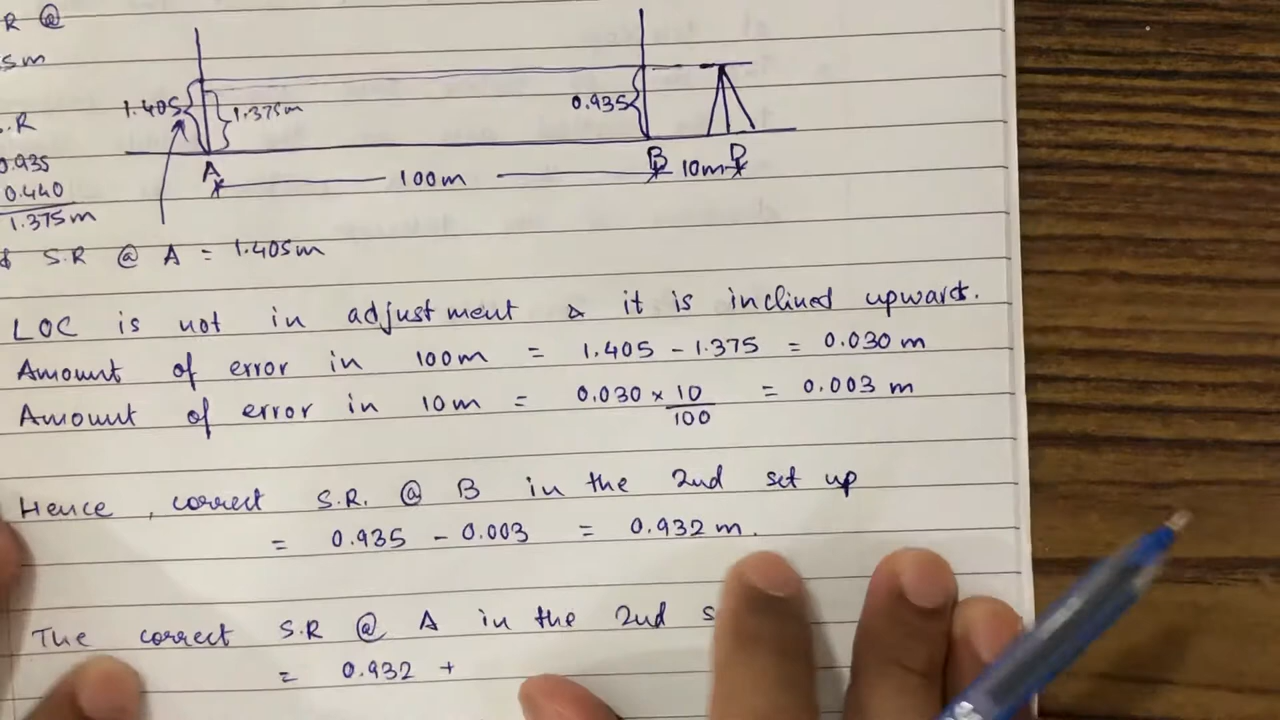 R @
5m
1.405
1.375m
0.935
S.R
0.935
0.440
1.375m
A
100m
B
10m
D
& S.R @ A = 1.405m
LOC is not in adjustment & it is inclined upwards.
Amount of error in 100m = 1.405 - 1.375 = 0.030 m
Amount of error in 10m = 0.030 × 10/100 = 0.003 m
Hence, correct S.R. @ B in the 2nd set up
= 0.935 - 0.003 = 0.932 m.
The correct S.R @ A in the 2nd s
= 0.932 +